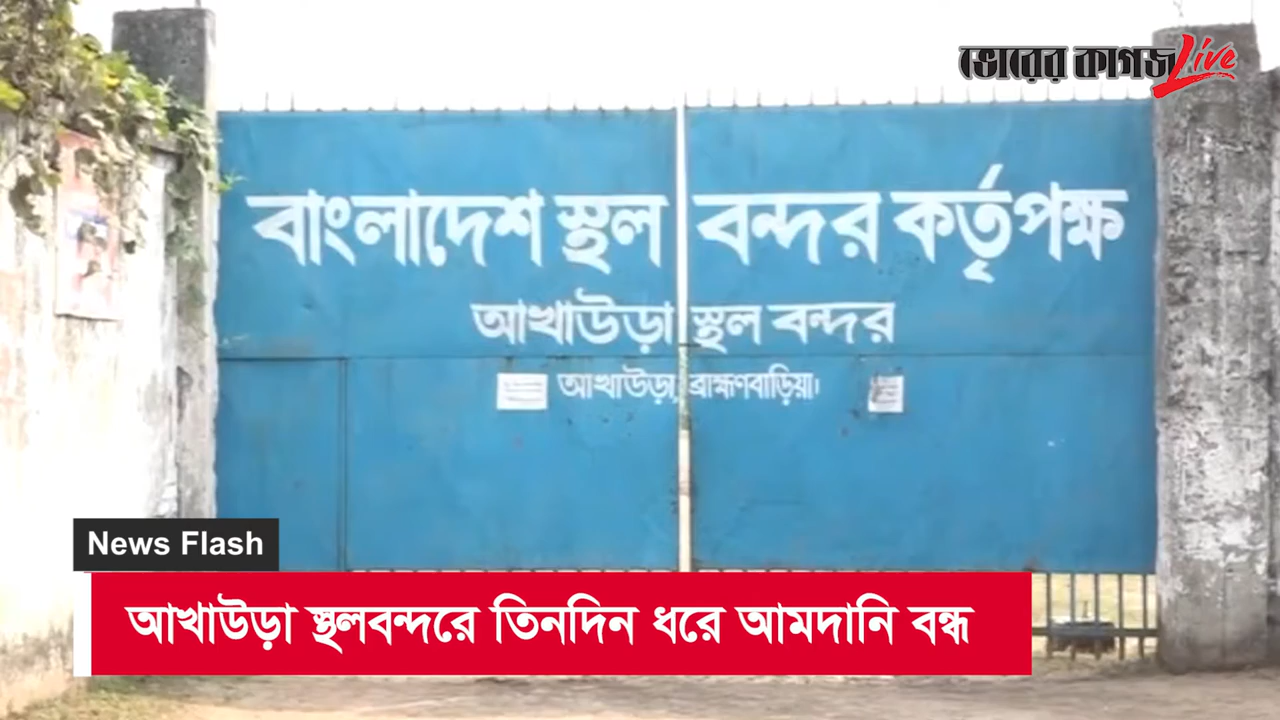 ভোরের কাগজ Live
বাংলাদেশ স্থল বন্দর কর্তৃপক্ষ
আখাউড়া স্থল বন্দর
আখাউড়া, ব্রাহ্মণবাড়িয়া।
News Flash
আখাউড়া স্থলবন্দরে তিনদিন ধরে আমদানি বন্ধ